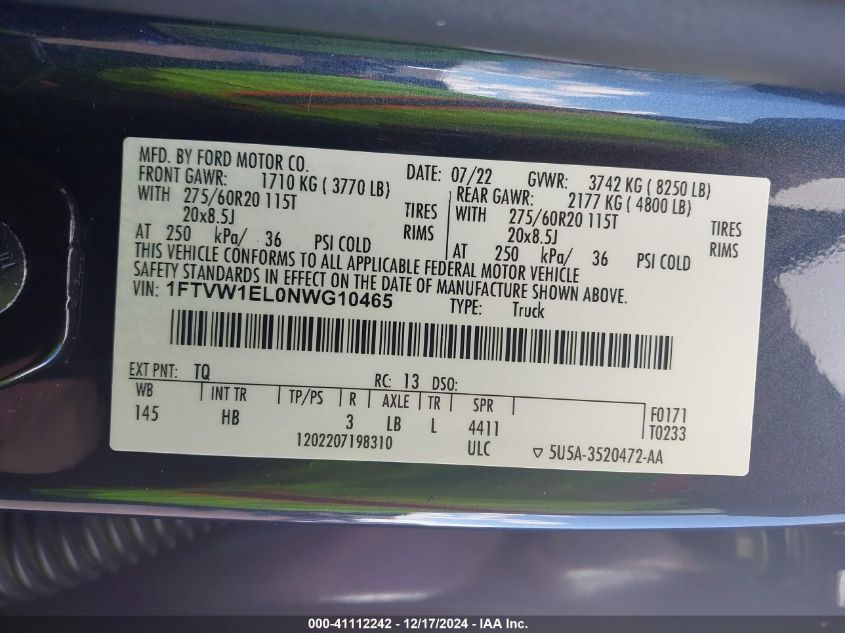 MFD. BY FORD MOTOR CO. DATE: 07/22 GVWR: 3742 KG ( 8250 LB)
FRONT GAWR: 1710 KG ( 3770 LB) REAR GAWR: 2177 KG ( 4800 LB)
WITH 275/60R20 115T TIRES WITH 275/60R20 115T TIRES
20x8.5J RIMS 20x8.5J RIMS
AT 250 kPa/ 36 PSI COLD AT 250 kPa/ 36 PSI COLD
THIS VEHICLE CONFORMS TO ALL APPLICABLE FEDERAL MOTOR VEHICLE
SAFETY STANDARDS IN EFFECT ON THE DATE OF MANUFACTURE SHOWN ABOVE.
VIN: 1FTVW1EL0NWG10465 TYPE: Truck
EXT PNT: TQ RC: 13 DSO:
WB INT TR TP/PS R AXLE TR SPR F0171
145 HB 3 LB L 4411 T0233
1202207198310 ULC ▽ 5U5A-3520472-AA
000-41112242 - 12/17/2024 - IAA Inc.